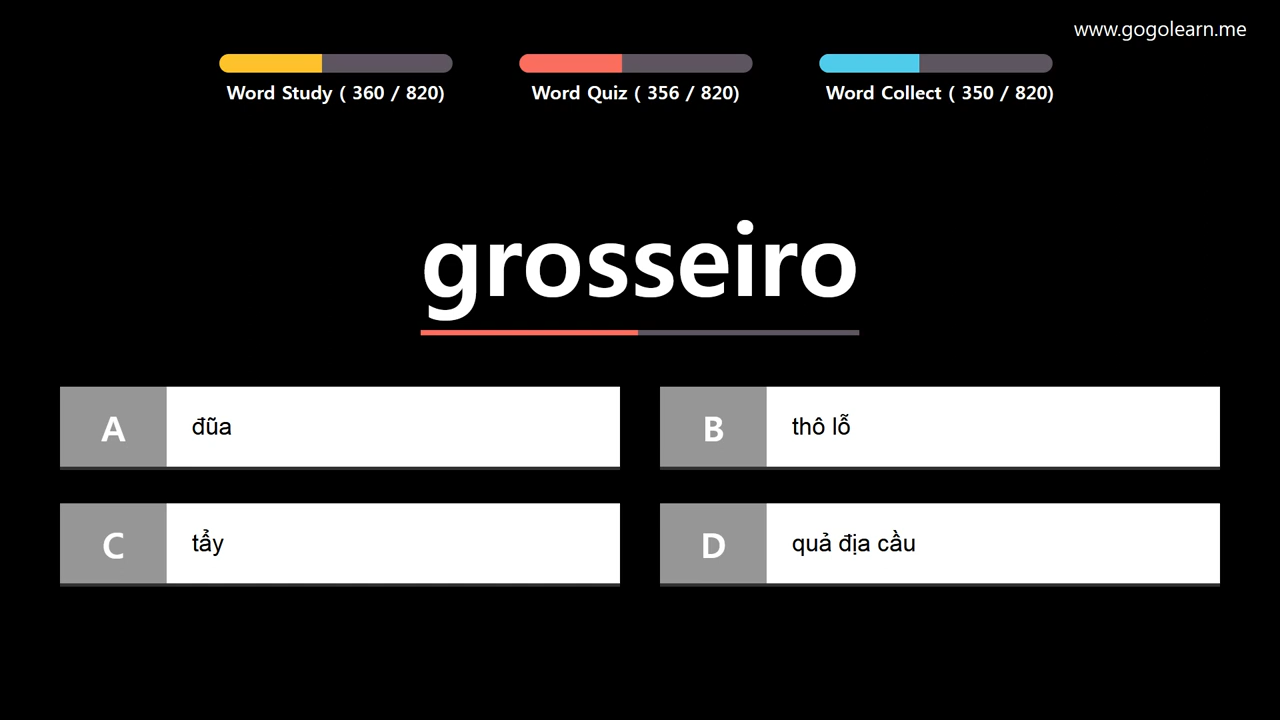 www.gogolearn.me
Word Study ( 360 / 820)
Word Quiz ( 356 / 820)
Word Collect ( 350 / 820)
grosseiro
A
đũa
B
thô lỗ
C
tẩy
D
quả địa cầu